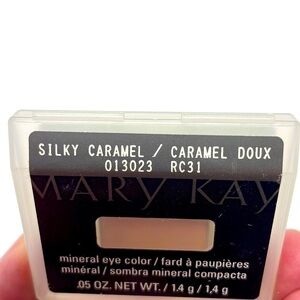 SILKY CARAMEL / CARAMEL DOUX
013023 RC31
MARY KAY
mineral eye color / fard à paupières
minéral / sombra mineral compacta
.05 OZ. NET WT. / 1,4 g / 1,4 g